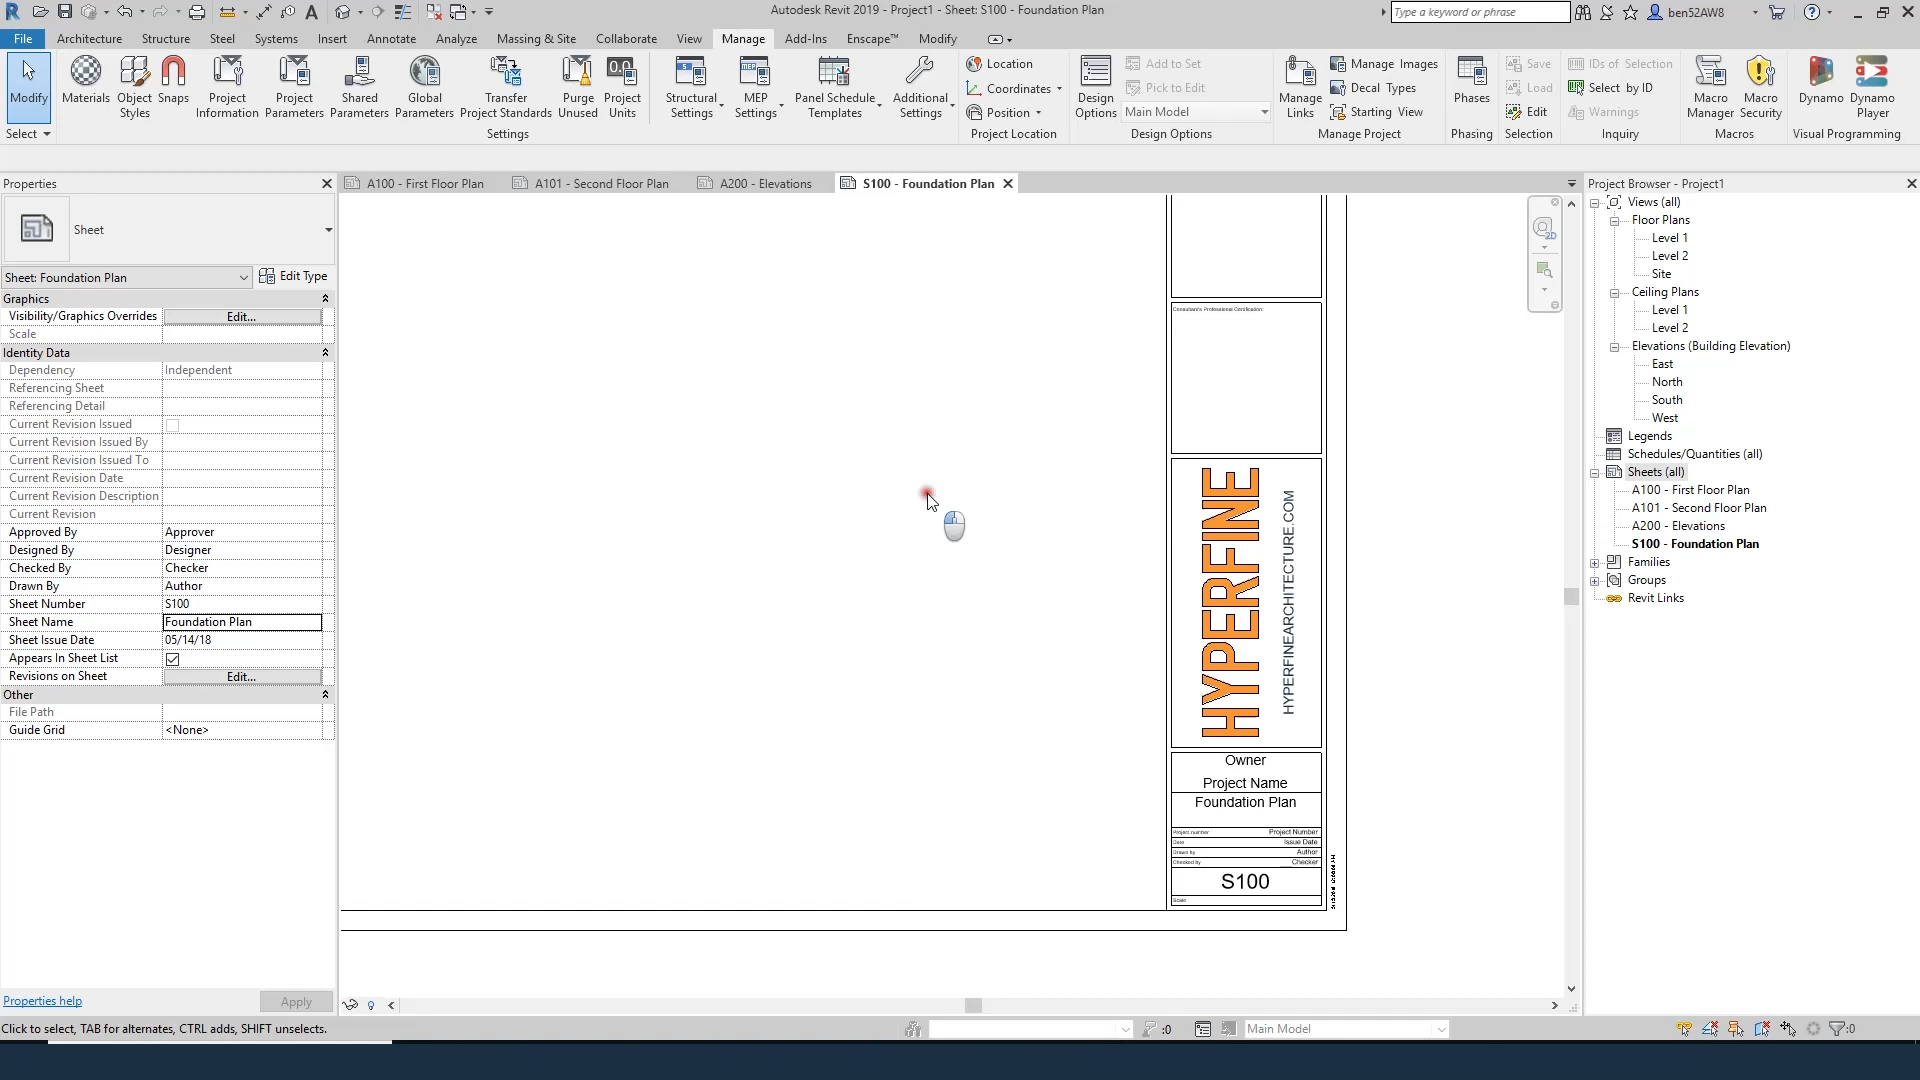 Autodesk Revit 2019 - Project1 - Sheet: S100 - Foundation Plan
Type a keyword or phrase
ben52AW8
File Architecture Structure Steel Systems Insert Annotate Analyze Massing & Site Collaborate View Manage Add-Ins Enscape™ Modify
Modify
Select
Materials
Object Styles
Snaps
Project Information
Project Parameters
Shared Parameters
Global Parameters
Transfer Project Standards
Purge Unused
Project Units
Settings
Structural Settings
MEP Settings
Panel Schedule Templates
Additional Settings
Location
Coordinates
Position
Project Location
Design Options
Add to Set
Pick to Edit
Main Model
Design Options
Manage Links
Manage Images
Decal Types
Starting View
Manage Project
Phases
Phasing
Save
Load
Edit
Selection
IDs of Selection
Select by ID
Warnings
Inquiry
Macro Manager
Macro Security
Macros
Dynamo
Dynamo Player
Visual Programming
Properties
Sheet
Sheet: Foundation Plan
Edit Type
Graphics
Visibility/Graphics Overrides Edit...
Scale
Identity Data
Dependency Independent
Referencing Sheet
Referencing Detail
Current Revision Issued
Current Revision Issued By
Current Revision Issued To
Current Revision Date
Current Revision Description
Current Revision
Approved By Approver
Designed By Designer
Checked By Checker
Drawn By Author
Sheet Number S100
Sheet Name Foundation Plan
Sheet Issue Date 05/14/18
Appears In Sheet List
Revisions on Sheet Edit...
Other
File Path
Guide Grid <None>
Properties help
Apply
A100 - First Floor Plan
A101 - Second Floor Plan
A200 - Elevations
S100 - Foundation Plan
2D
Consultant's Professional Certification:
HYPERFINE
HYPERFINEARCHITECTURE.COM
Owner
Project Name
Foundation Plan
Project number Project Number
Date Issue Date
Drawn by Author
Checked by Checker
S100
Scale
Project Browser - Project1
Views (all)
Floor Plans
Level 1
Level 2
Site
Ceiling Plans
Level 1
Level 2
Elevations (Building Elevation)
East
North
South
West
Legends
Schedules/Quantities (all)
Sheets (all)
A100 - First Floor Plan
A101 - Second Floor Plan
A200 - Elevations
S100 - Foundation Plan
Families
Groups
Revit Links
Click to select, TAB for alternates, CTRL adds, SHIFT unselects.
:0
Main Model
:0